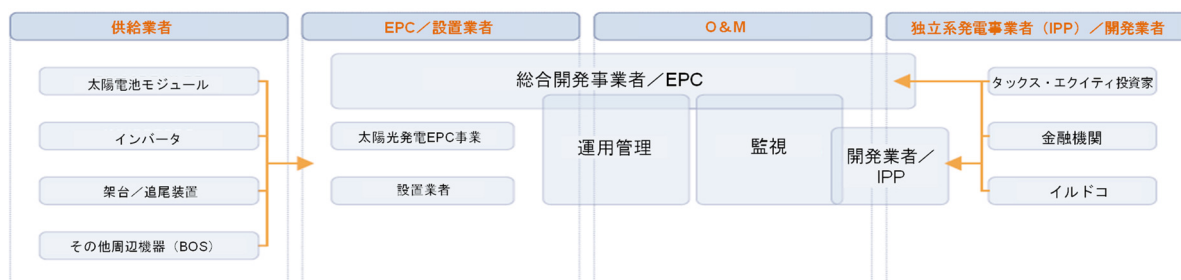 供給業者
EPC／設置業者
O&M
独立系発電事業者（IPP）／開発業者
太陽電池モジュール
インバータ
架台／追尾装置
その他周辺機器（BOS）
総合開発事業者／EPC
太陽光発電EPC事業
設置業者
運用管理
監視
開発業者／
IPP
タックス・エクイティ投資家
金融機関
イルドコ